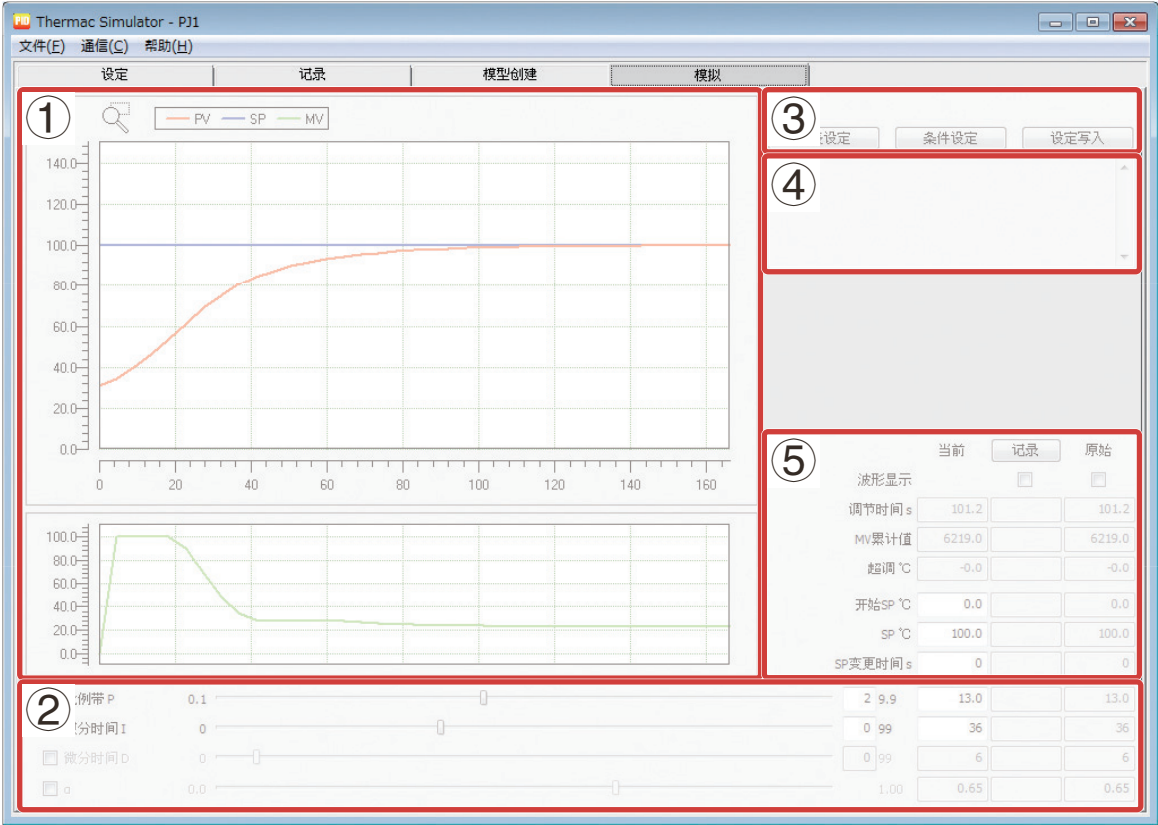 Thermac Simulator - PJ1
文件(F) 通信(C) 帮助(H)
设定 记录 模型创建 模拟
①
PV SP MV
140.0
120.0
100.0
80.0
60.0
40.0
20.0
0.0
0 20 40 60 80 100 120 140 160
100.0
80.0
60.0
40.0
20.0
0.0
③
设定 条件设定 设定写入
④
⑤
当前 记录 原始
波形显示
调节时间 s 101.2 101.2
MV累计值 6219.0 6219.0
超调 ℃ -0.0 -0.0
开始SP ℃ 0.0 0.0
SP ℃ 100.0 100.0
SP变更时间 s 0 0
②
例带 P 0.1 2 9.9 13.0 13.0
分时间 I 0 0 99 36 36
微分时间 D 0 0 99 6 6
α 0.0 1.00 0.65 0.65